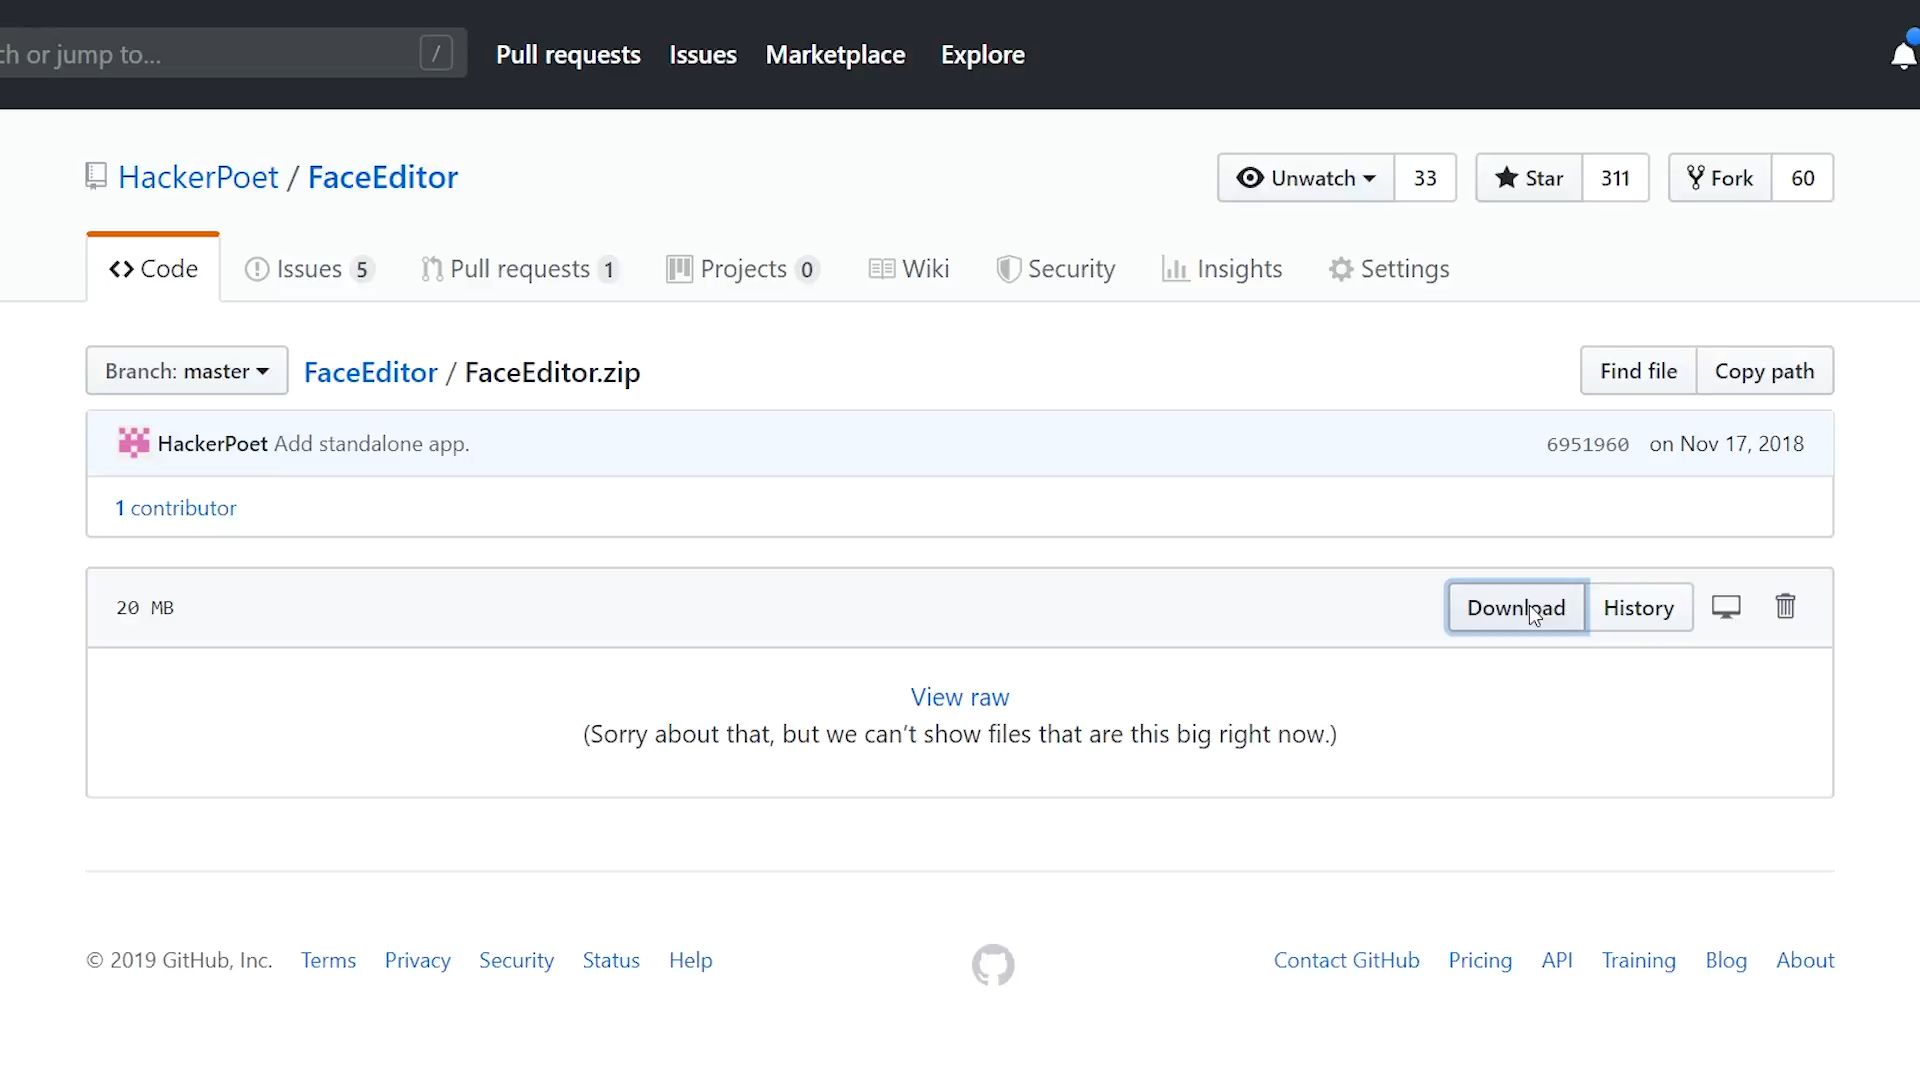 ch or jump to... / Pull requests Issues Marketplace Explore
HackerPoet / FaceEditor Unwatch 33 Star 311 Fork 60
Code Issues 5 Pull requests 1 Projects 0 Wiki Security Insights Settings
Branch: master FaceEditor / FaceEditor.zip Find file Copy path
HackerPoet Add standalone app. 6951960 on Nov 17, 2018
1 contributor
20 MB Download History
View raw
(Sorry about that, but we can’t show files that are this big right now.)
© 2019 GitHub, Inc. Terms Privacy Security Status Help Contact GitHub Pricing API Training Blog About